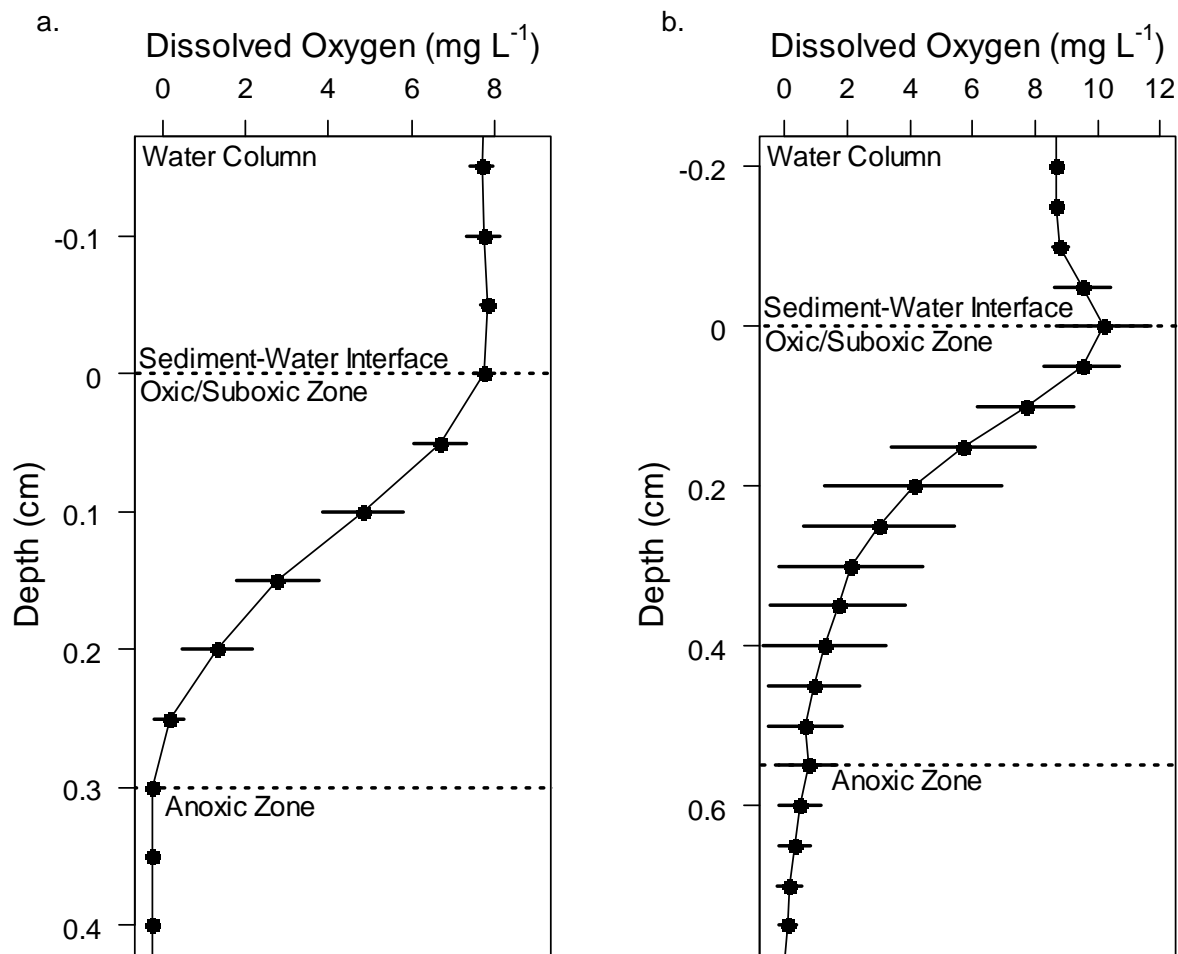 a.
Dissolved Oxygen (mg L-1)
0 2 4 6 8
Water Column
-0.1
Sediment-Water Interface
0
Oxic/Suboxic Zone
Depth (cm)
0.1
0.2
0.3
Anoxic Zone
0.4
b.
Dissolved Oxygen (mg L-1)
0 2 4 6 8 10 12
Water Column
-0.2
Sediment-Water Interface
0
Oxic/Suboxic Zone
Depth (cm)
0.2
0.4
Anoxic Zone
0.6